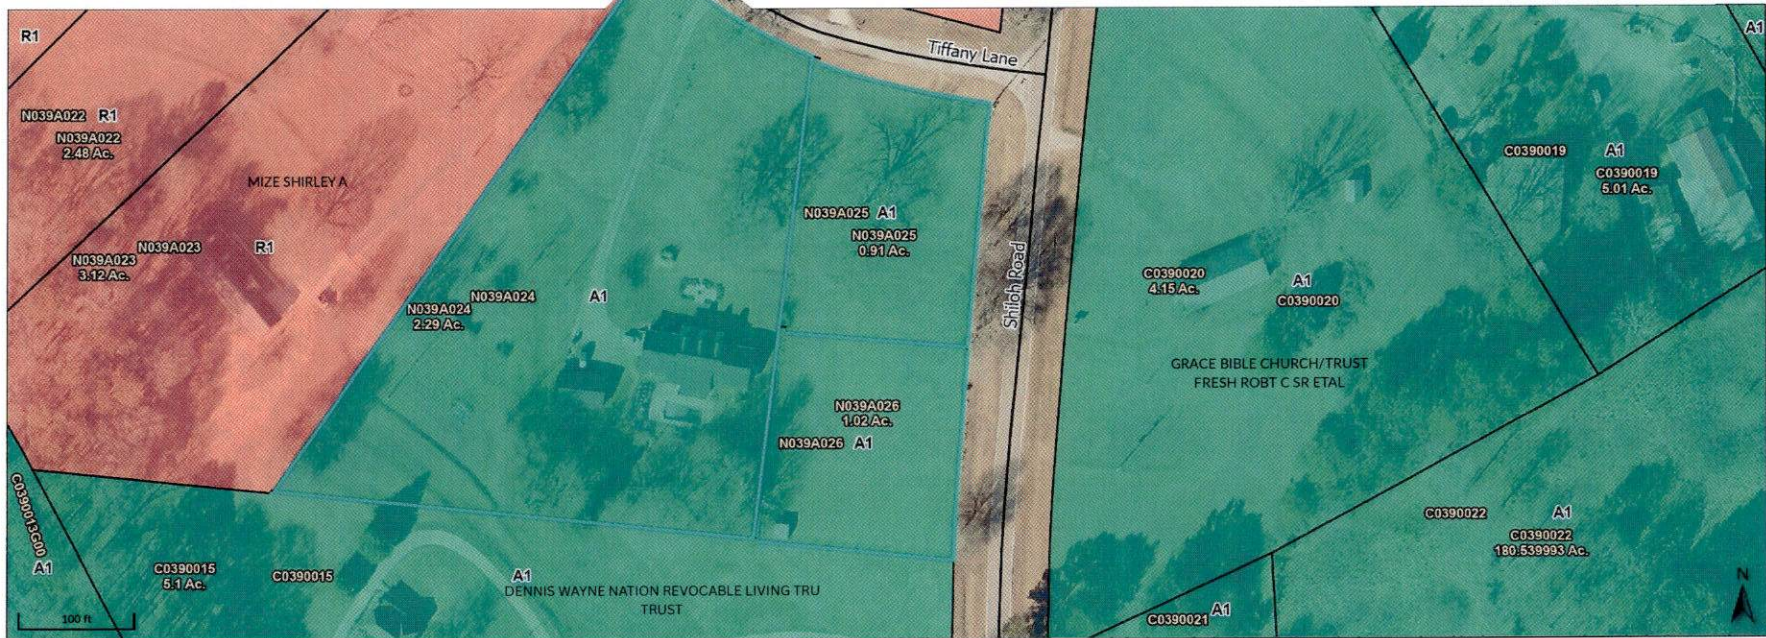 R1
A1
Tiffany Lane
N039A022 R1
N039A022
2.48 Ac.
MIZE SHIRLEY A
C0390019 A1
C0390019
5.01 Ac.
N039A025 A1
N039A025
0.91 Ac.
N039A023 R1
N039A023
3.12 Ac.
Shiloh Road
C0390020
4.15 Ac.
A1
C0390020
N039A024 A1
N039A024
2.29 Ac.
GRACE BIBLE CHURCH/TRUST
FRESH ROBT C SR ETAL
N039A026
1.02 Ac.
N039A026 A1
C0390013G00
A1
C0390022 A1
C0390022
180.539993 Ac.
C0390015
5.1 Ac.
C0390015
A1
DENNIS WAYNE NATION REVOCABLE LIVING TRU
TRUST
N
100 ft
C0390021 A1